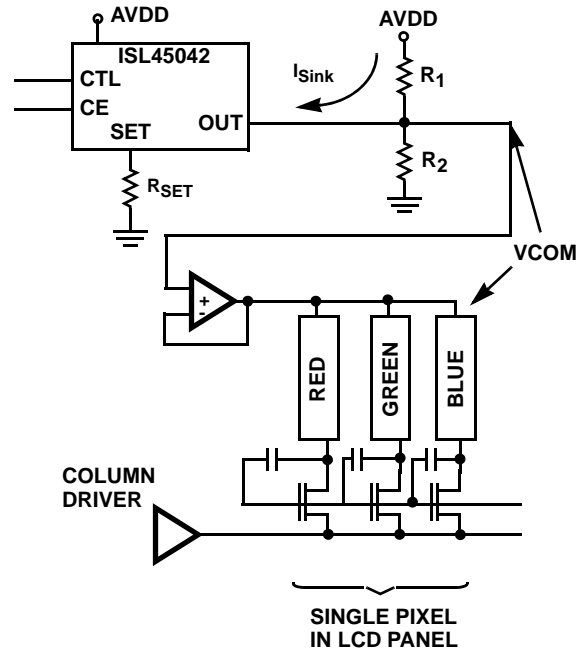 AVDD
ISL45042
CTL
CE
SET
OUT
RSET
ISink
AVDD
R1
R2
VCOM
+
-
RED
GREEN
BLUE
COLUMN
DRIVER
SINGLE PIXEL
IN LCD PANEL